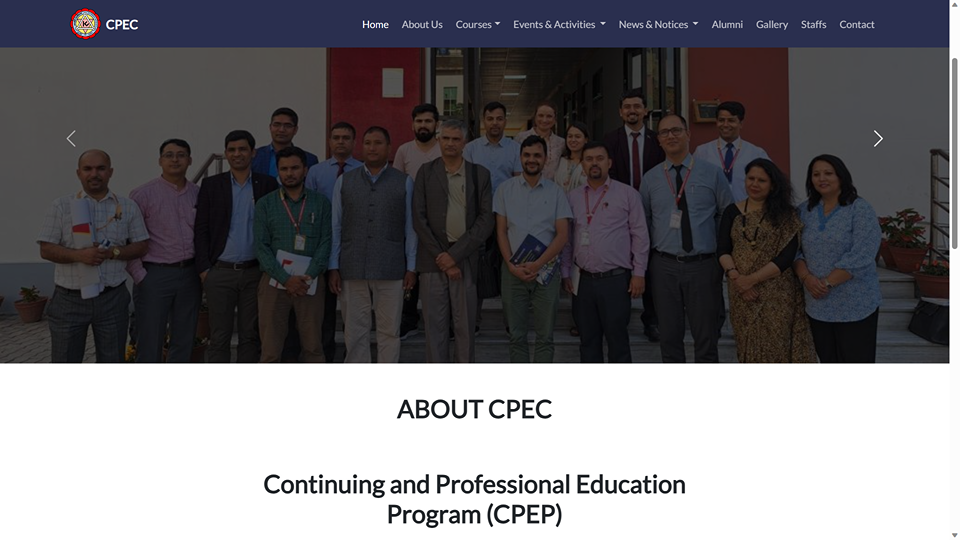 CPEC
Home About Us Courses Events & Activities News & Notices Alumni Gallery Staffs Contact
ABOUT CPEC
Continuing and Professional Education
Program (CPEP)